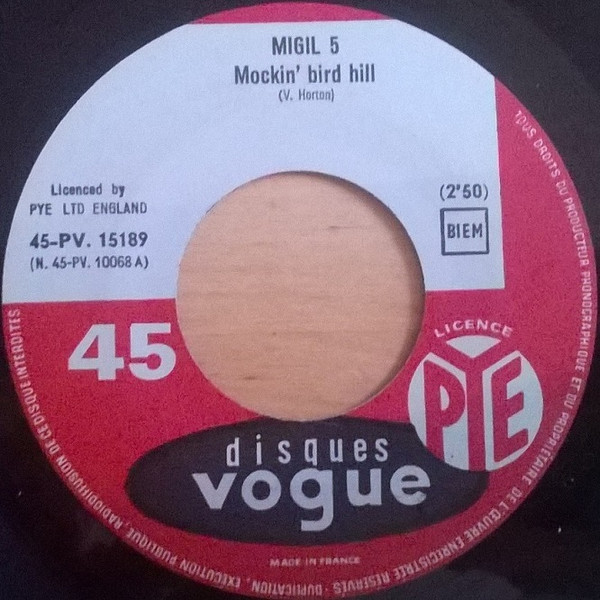 MIGIL 5
Mockin' bird hill
(V. Horton)
Licenced by
PYE LTD ENGLAND
45-PV. 15189
(N. 45-PV. 10068 A)
(2'50)
BIEM
45
LICENCE
PYE
disques
vogue
MADE IN FRANCE
TOUS DROITS DU PRODUCTEUR PHONOGRAPHIQUE ET DU PROPRIETAIRE DE L'ŒUVRE ENREGISTRÉE RÉSERVÉS - DUPLICATION, EXÉCUTION PUBLIQUE, RADIODIFFUSION DE CE DISQUE INTERDITES